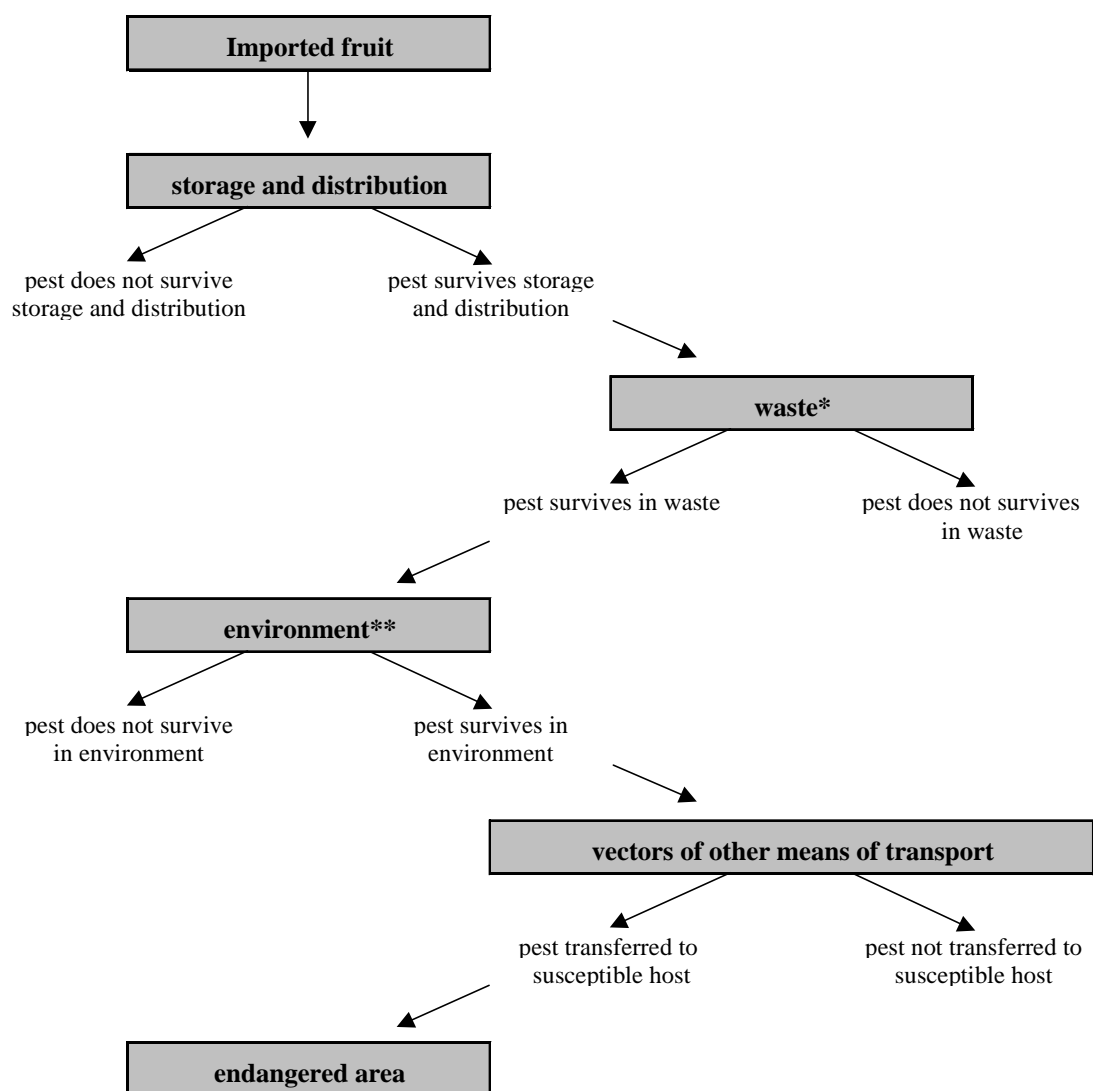 Imported fruit
storage and distribution
pest does not survive
storage and distribution
pest survives storage
and distribution
waste*
pest survives in waste
pest does not survives
in waste
environment**
pest does not survive
in environment
pest survives in
environment
vectors of other means of transport
pest transferred to
susceptible host
pest not transferred to
susceptible host
endangered area